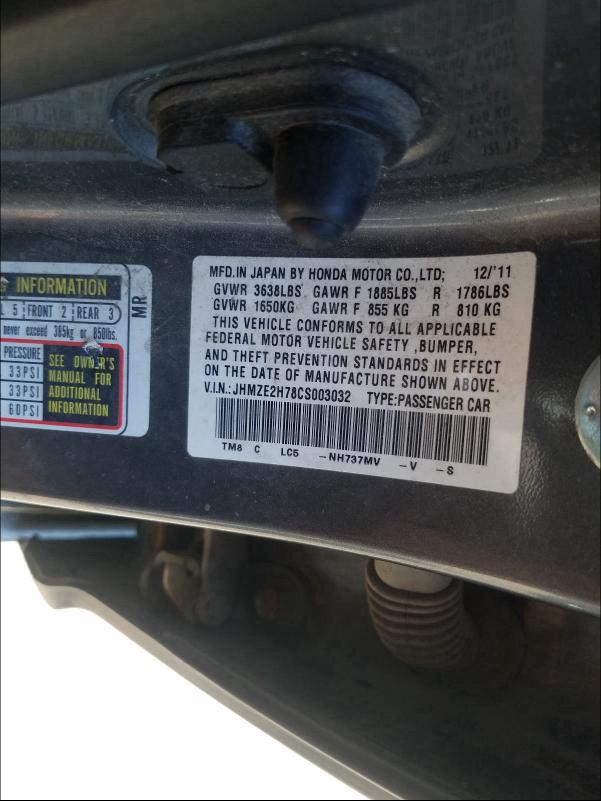 INFORMATION
5 FRONT 2 REAR 3
never exceed 385kg or 850lbs.
PRESSURE
33PSI
33PSI
60PSI
SEE OWNER'S
MANUAL FOR
ADDITIONAL
INFORMATION
MR
MFD.IN JAPAN BY HONDA MOTOR CO.,LTD; 12/'11
GVWR 3638LBS GAWR F 1885LBS R 1786LBS
GVWR 1650KG GAWR F 855 KG R 810 KG
THIS VEHICLE CONFORMS TO ALL APPLICABLE
FEDERAL MOTOR VEHICLE SAFETY ,BUMPER,
AND THEFT PREVENTION STANDARDS IN EFFECT
ON THE DATE OF MANUFACTURE SHOWN ABOVE.
V.I.N.: JHMZE2H78CS003032 TYPE:PASSENGER CAR
TM8 C LC5 -NH737MV -V -S